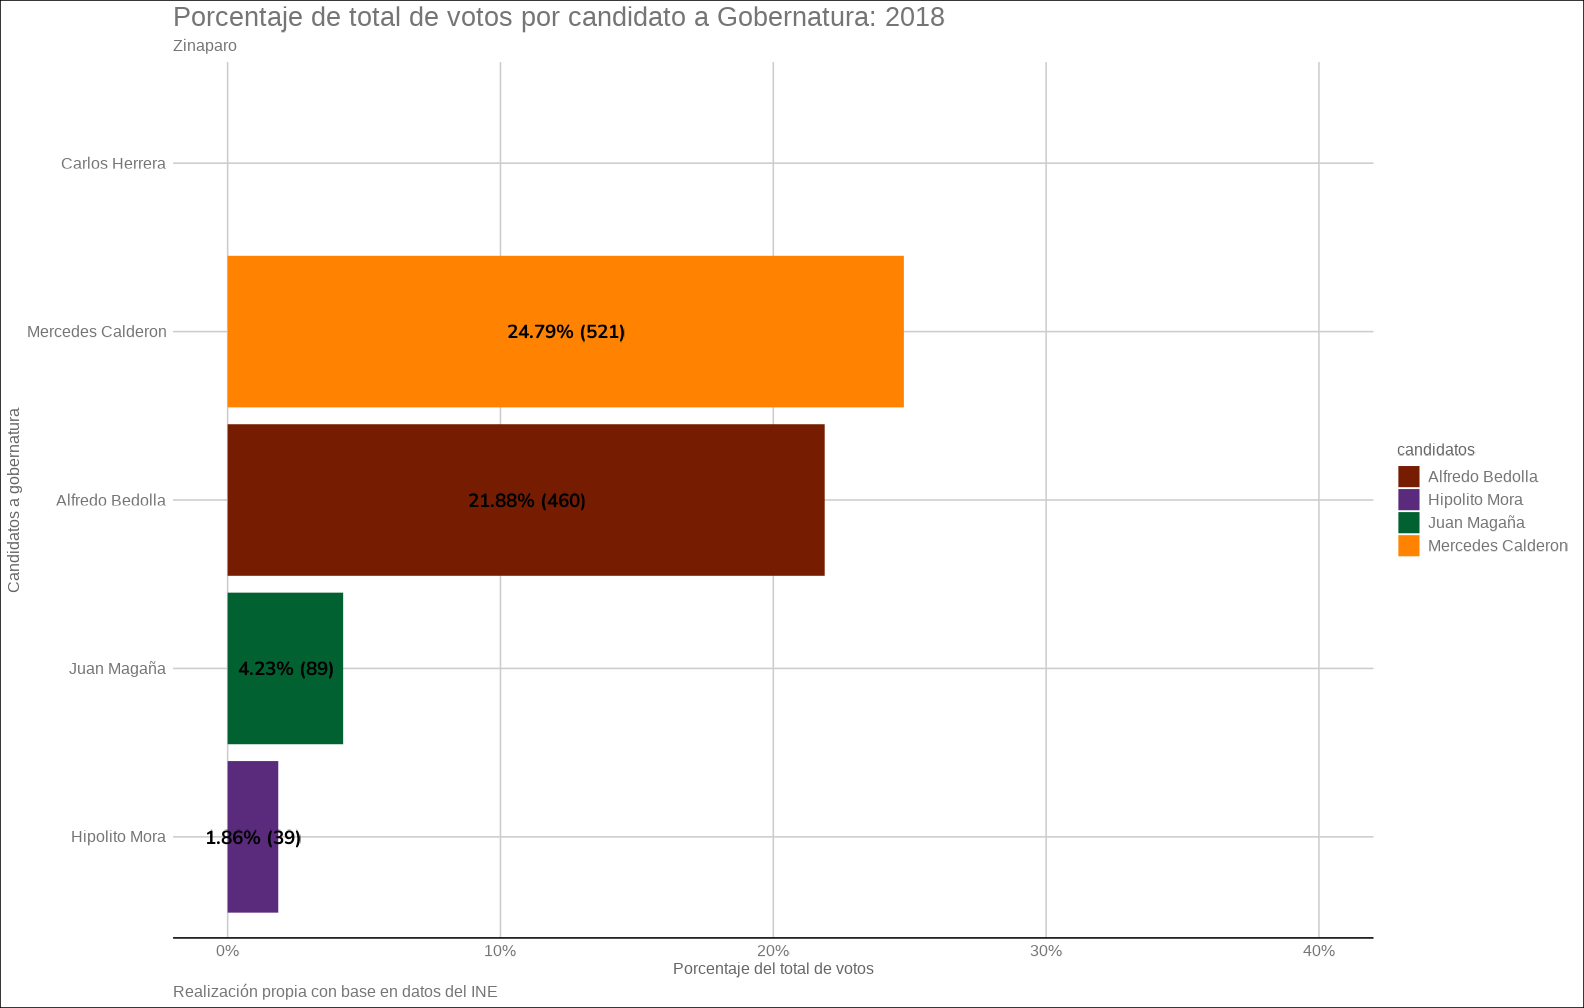 Porcentaje de total de votos por candidato a Gobernatura: 2018
Zinaparo
Candidatos a gobernatura
Carlos Herrera
Mercedes Calderon
24.79% (521)
Alfredo Bedolla
21.88% (460)
Juan Magaña
4.23% (89)
Hipolito Mora
1.86% (39)
0%
10%
20%
30%
40%
Porcentaje del total de votos
candidatos
Alfredo Bedolla
Hipolito Mora
Juan Magaña
Mercedes Calderon
Realización propia con base en datos del INE